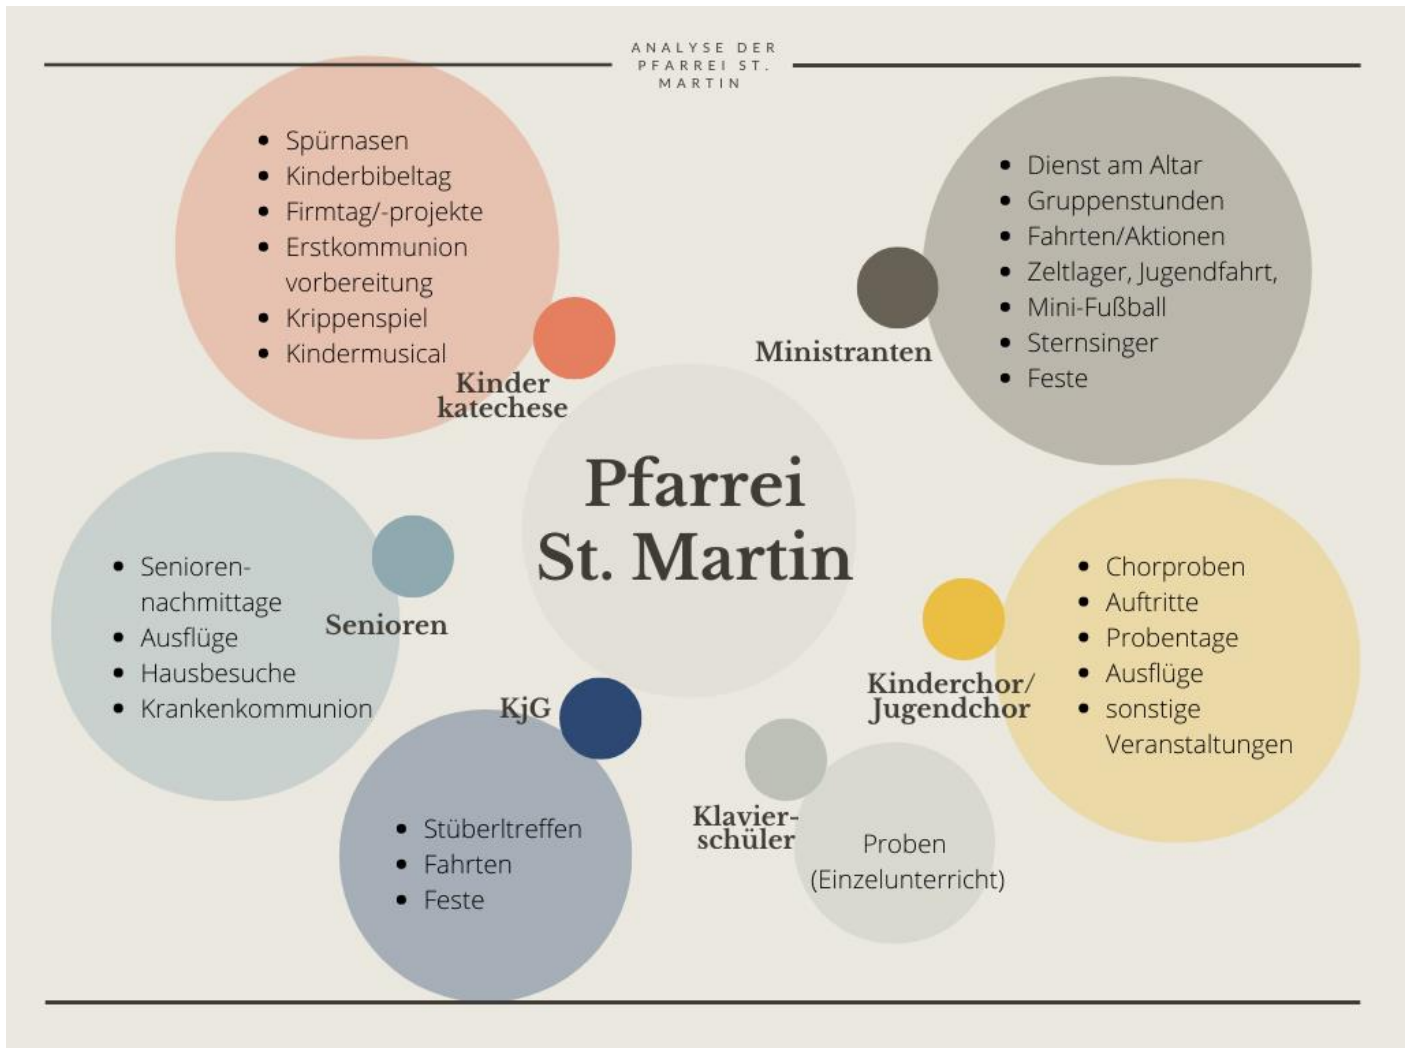 ANALYSE DER
PFARREI ST.
MARTIN
• Spürnasen
• Kinderbibeltag
• Firmtag/-projekte
• Erstkommunion
vorbereitung
• Krippenspiel
• Kindermusical
Kinder
katechese
• Dienst am Altar
• Gruppenstunden
• Fahrten/Aktionen
• Zeltlager, Jugendfahrt,
• Mini-Fußball
• Sternsinger
• Feste
Ministranten
Pfarrei
St. Martin
• Senioren-
nachmittage
• Ausflüge
• Hausbesuche
• Krankenkommunion
Senioren
• Chorproben
• Auftritte
• Probentage
• Ausflüge
• sonstige
Veranstaltungen
Kinderchor/
Jugendchor
KjG
• Stüberltreffen
• Fahrten
• Feste
Klavier-
schüler
Proben
(Einzelunterricht)